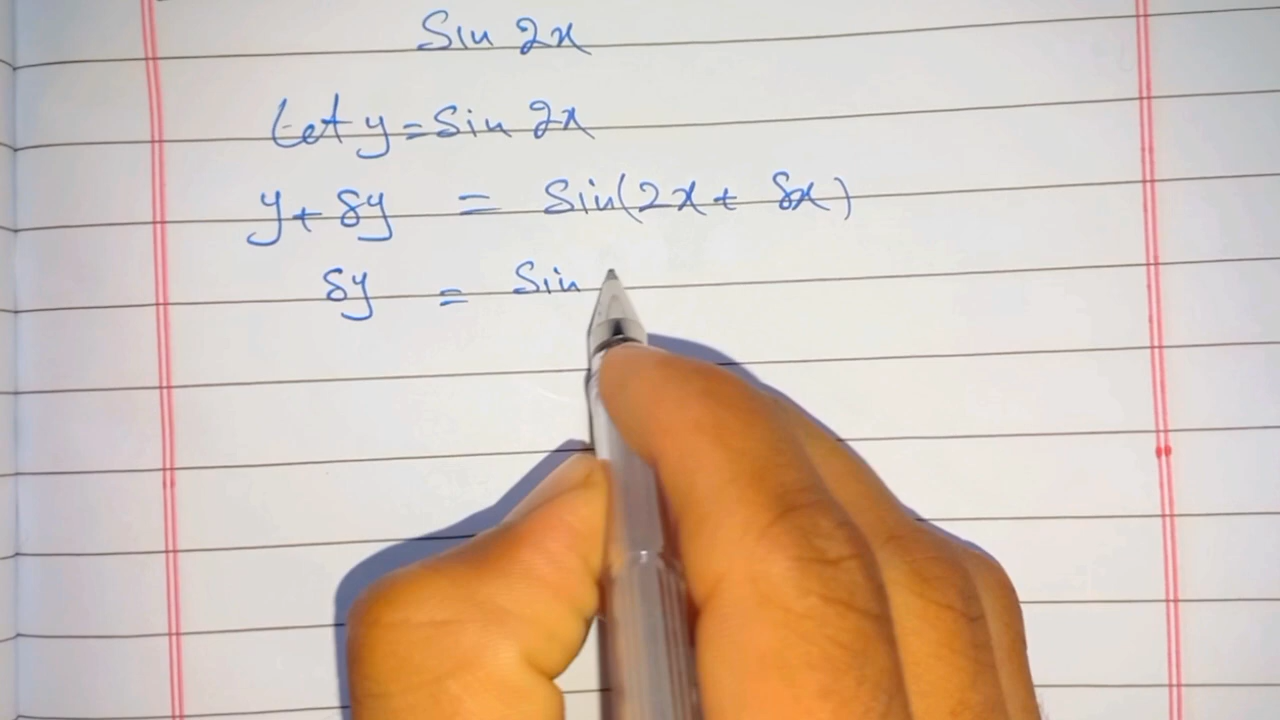 Sin 2x
Let y = Sin 2x
y + δy = Sin(2x + δx)
δy = Sin